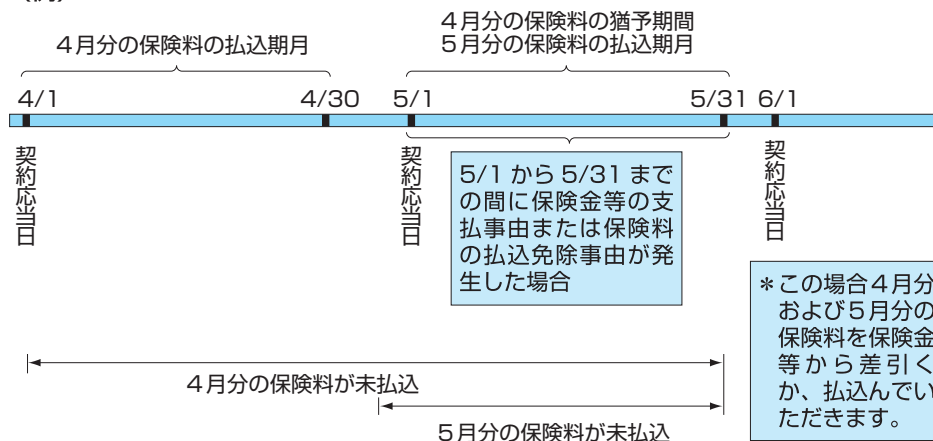 4月分の保険料の猶予期間
4月分の保険料の払込期月
5月分の保険料の払込期月
4/1
4/30
5/1
5/31
6/1
契約応当日
契約応当日
契約応当日
5/1から5/31まで
の間に保険金等の支
払事由または保険料
の払込免除事由が発
生した場合
＊この場合4月分
および5月分の
保険料を保険金
等から差引く
か、払込んでい
ただきます。
4月分の保険料が未払込
5月分の保険料が未払込